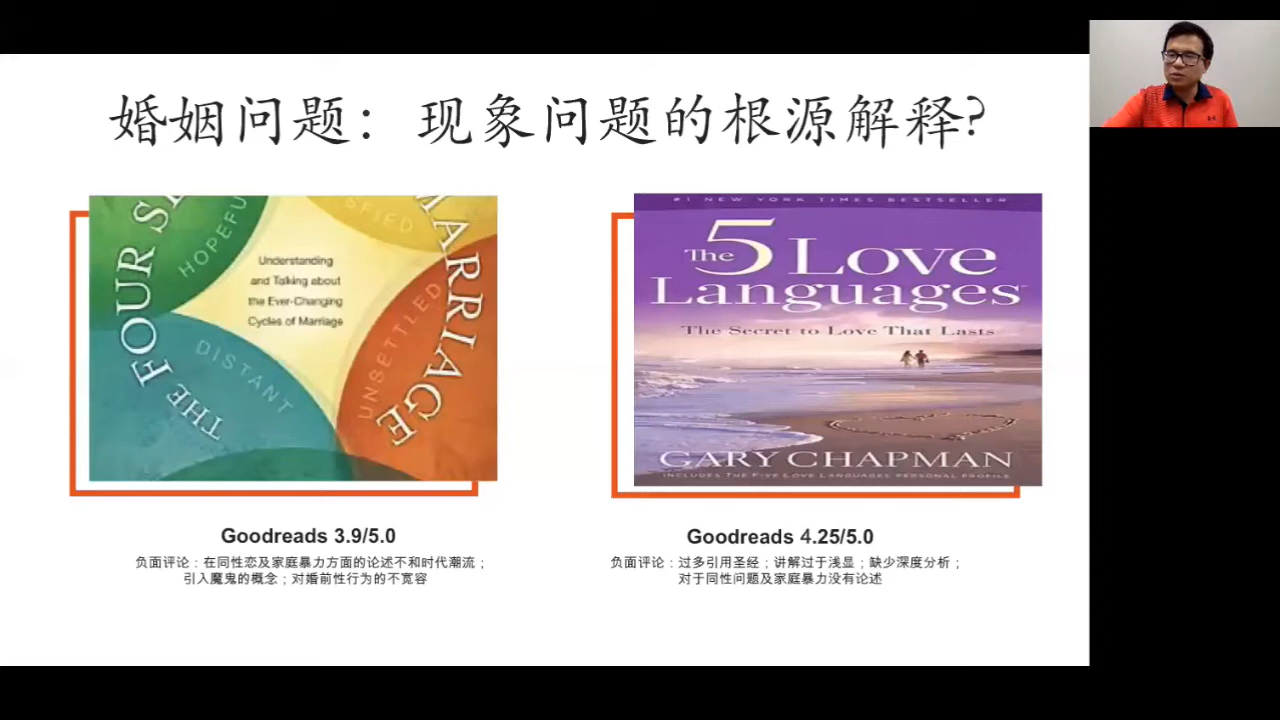 婚姻问题：现象问题的根源解释?
THE FOUR SE
MARRIAGE
HOPEFU
SFIED
Understanding
and Talking about
the Ever-Changing
Cycles of Marriage
DISTANT
UNSETTLED
#1 NEW YORK TIMES BESTSELLER
The 5 Love
Languages
The Secret to Love That Lasts
GARY CHAPMAN
INCLUDES THE FIVE LOVE LANGUAGES PERSONAL PROFILE
Goodreads 3.9/5.0
负面评论：在同性恋及家庭暴力方面的论述不和时代潮流；
引入魔鬼的概念；对婚前性行为的不宽容
Goodreads 4.25/5.0
负面评论：过多引用圣经；讲解过于浅显；缺少深度分析；
对于同性问题及家庭暴力没有论述